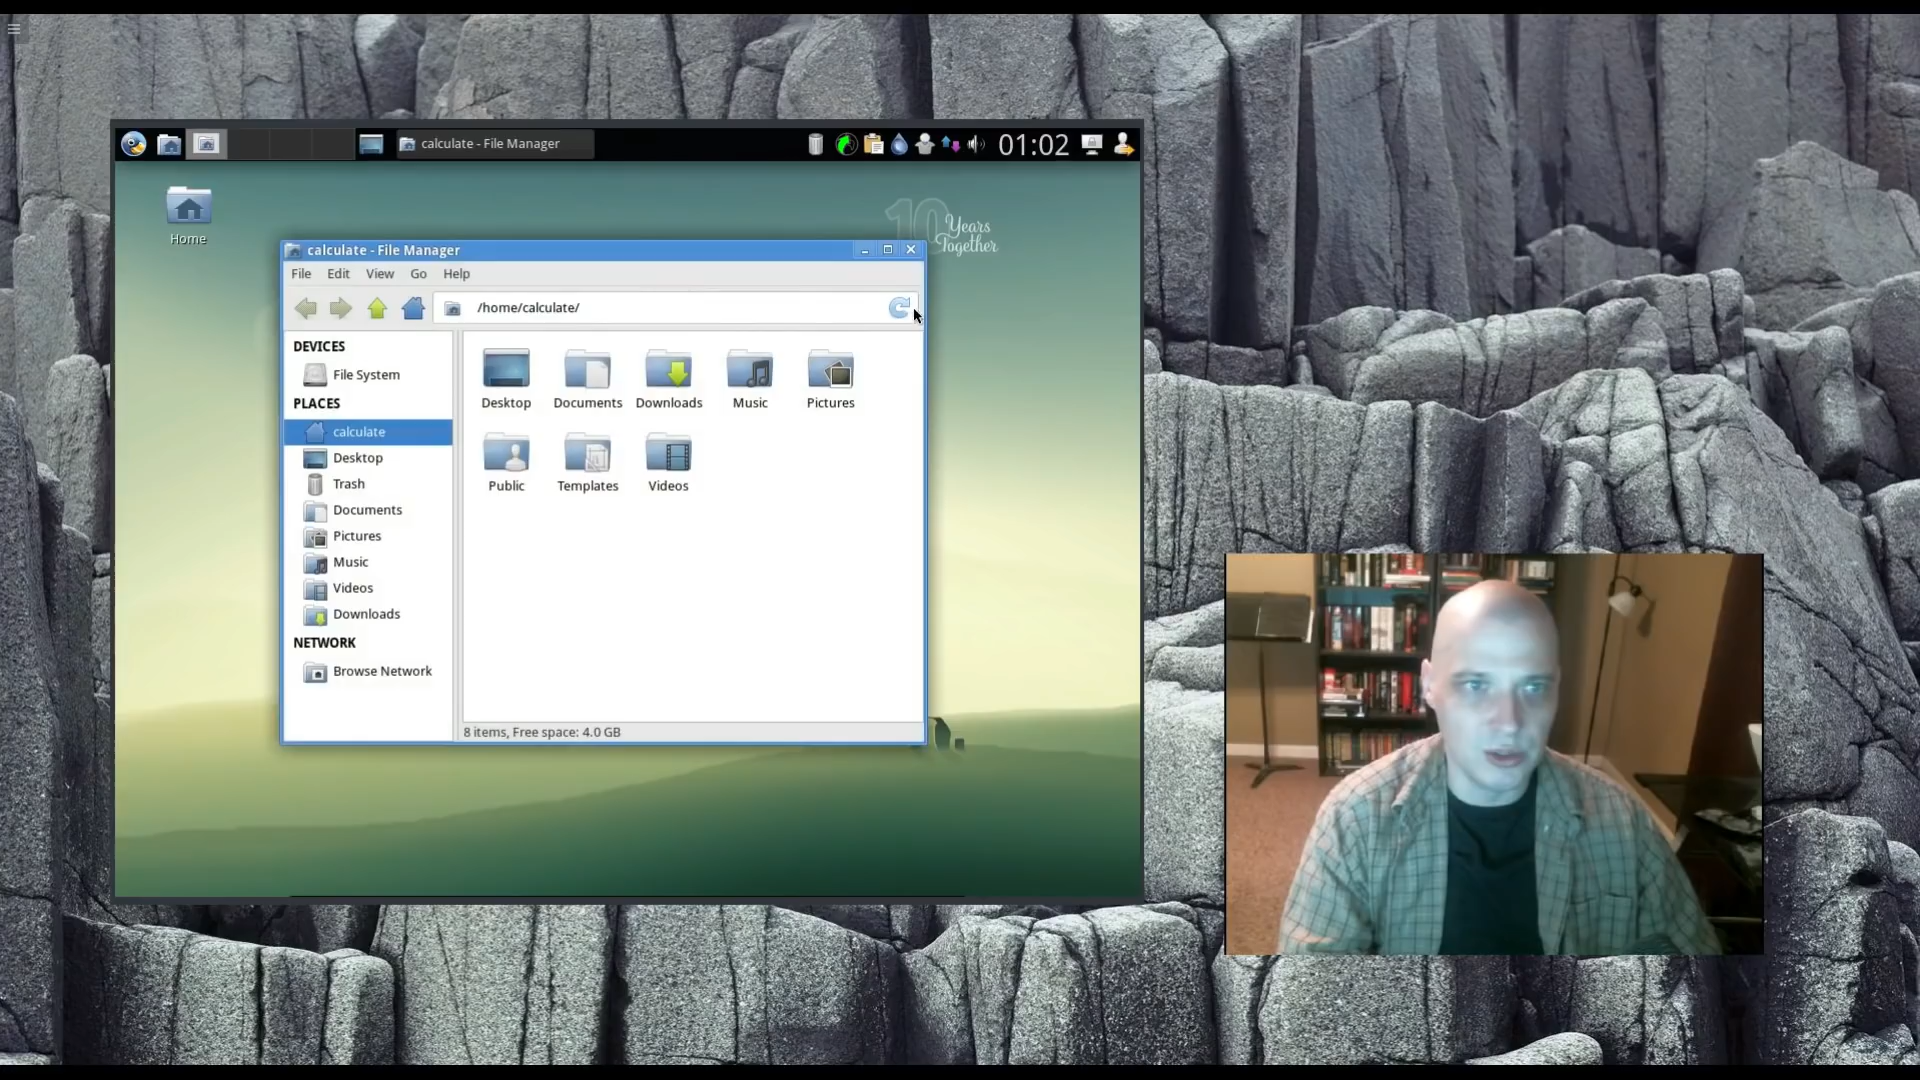 calculate - File Manager
01:02
Home
10 Years
Together
calculate - File Manager
File Edit View Go Help
/home/calculate/
DEVICES
File System
PLACES
calculate
Desktop
Trash
Documents
Pictures
Music
Videos
Downloads
NETWORK
Browse Network
Desktop Documents Downloads Music Pictures
Public Templates Videos
8 items, Free space: 4.0 GB